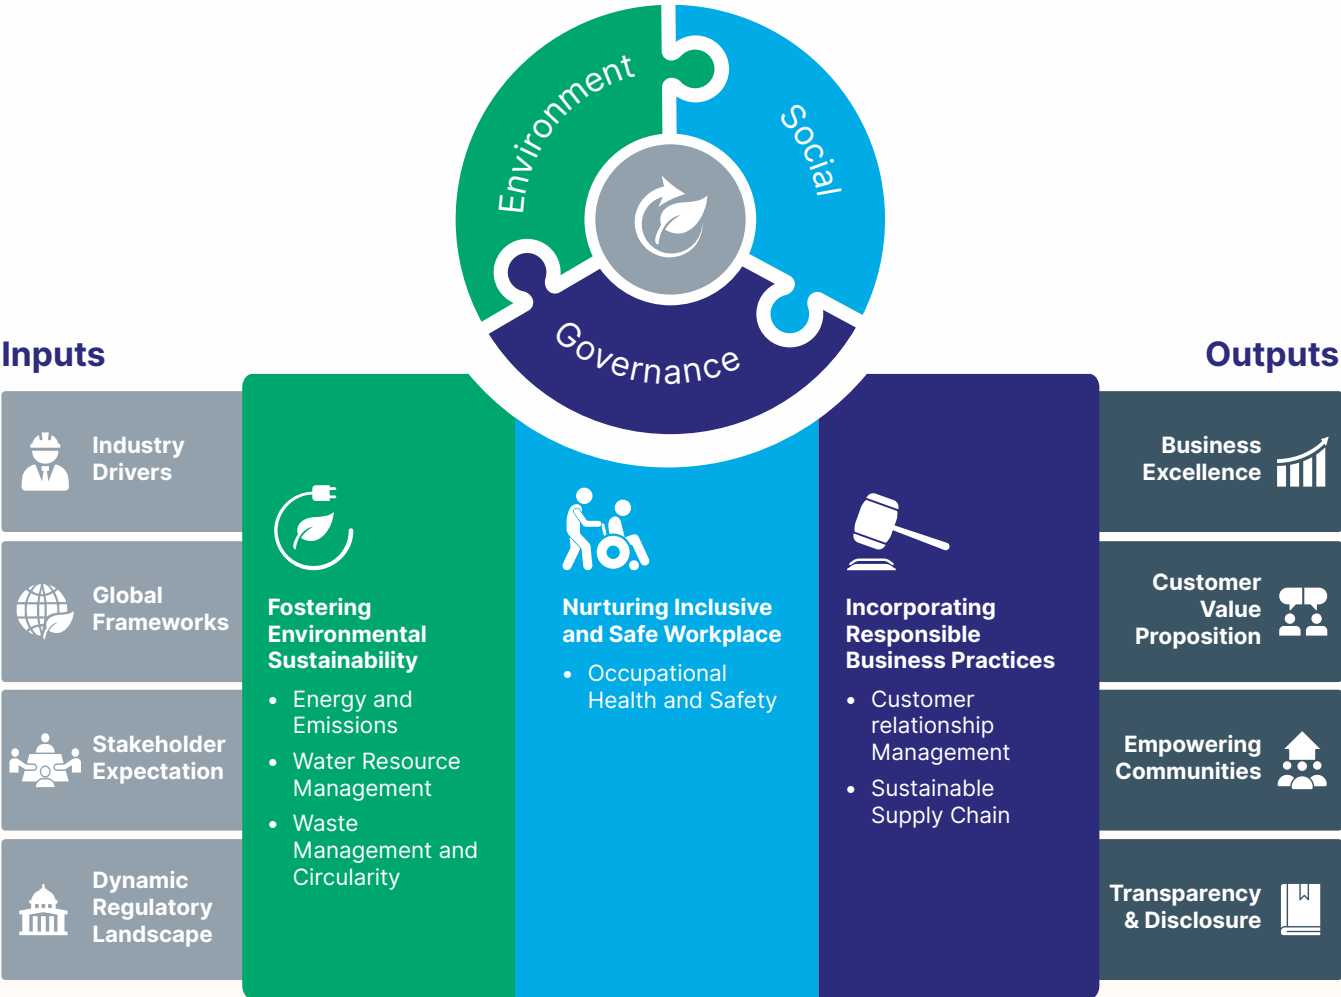 Environment
Social
Governance
Inputs
Industry
Drivers
Global
Frameworks
Stakeholder
Expectation
Dynamic
Regulatory
Landscape
Fostering
Environmental
Sustainability
• Energy and
Emissions
• Water Resource
Management
• Waste
Management and
Circularity
Nurturing Inclusive
and Safe Workplace
• Occupational
Health and Safety
Incorporating
Responsible
Business Practices
• Customer
relationship
Management
• Sustainable
Supply Chain
Outputs
Business
Excellence
Customer
Value
Proposition
Empowering
Communities
Transparency
& Disclosure